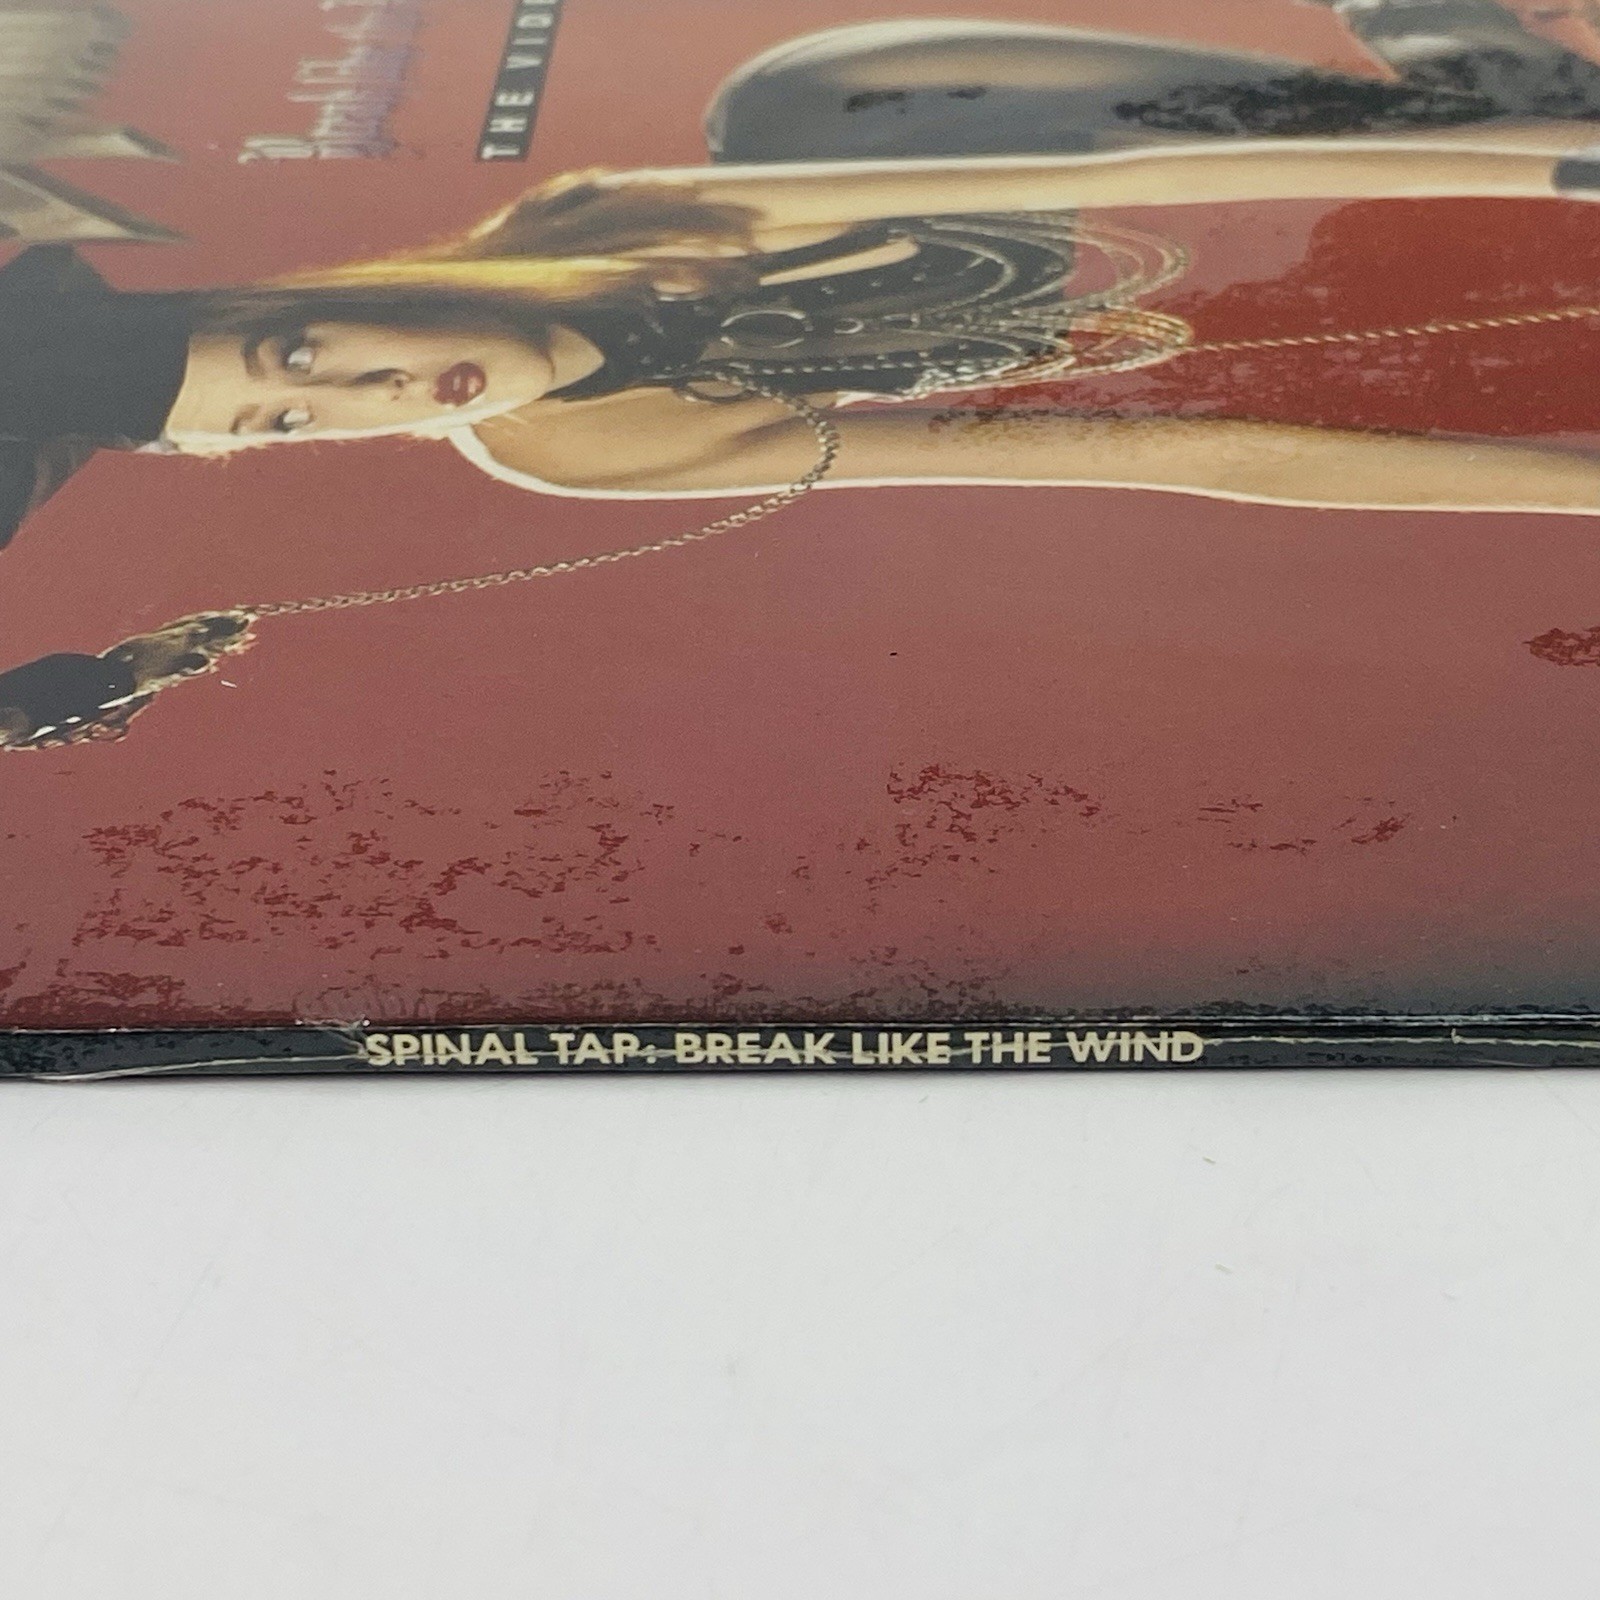 THE VIDE
SPINAL TAP: BREAK LIKE THE WIND